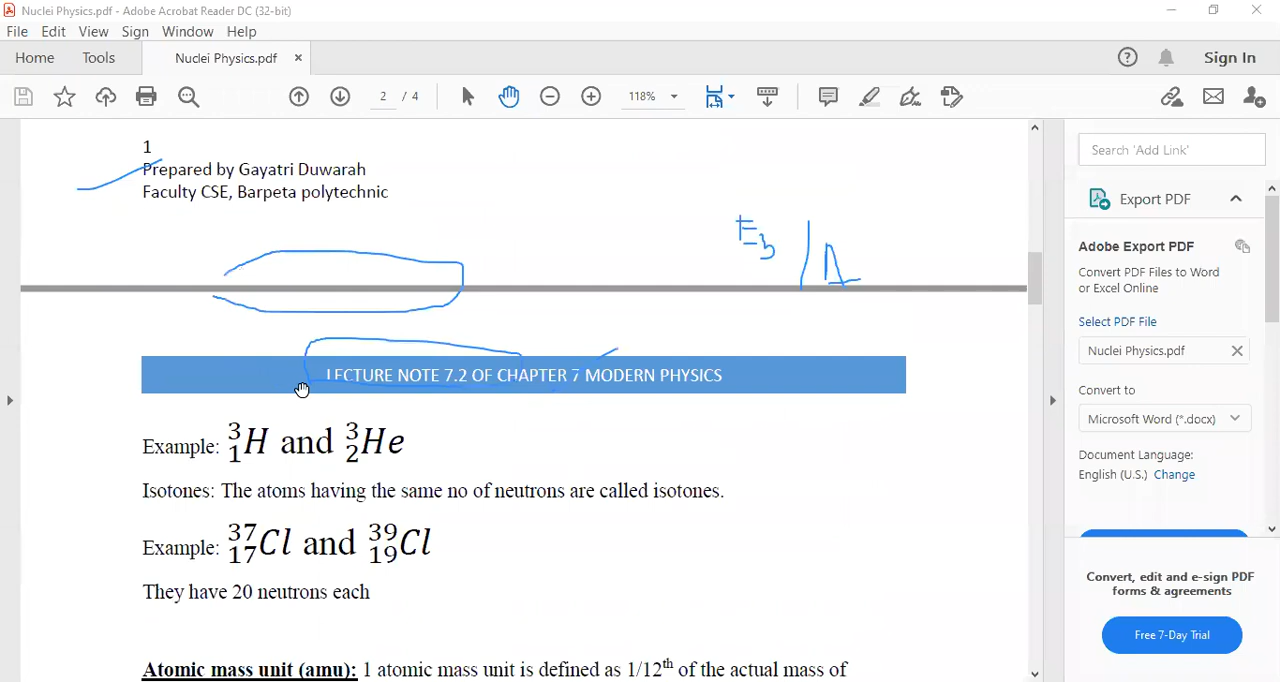 Nuclei Physics.pdf - Adobe Acrobat Reader DC (32-bit)
File Edit View Sign Window Help
Home Tools Nuclei Physics.pdf × Sign In
2 / 4 118%
1
Prepared by Gayatri Duwarah
Faculty CSE, Barpeta polytechnic
E_b / A
LECTURE NOTE 7.2 OF CHAPTER 7 MODERN PHYSICS
Example: ³₁H and ³₂He
Isotones: The atoms having the same no of neutrons are called isotones.
Example: ³⁷₁₇Cl and ³⁹₁₉Cl
They have 20 neutrons each
Atomic mass unit (amu): 1 atomic mass unit is defined as 1/12ᵗʰ of the actual mass of
Search 'Add Link'
Export PDF
Adobe Export PDF
Convert PDF Files to Word
or Excel Online
Select PDF File
Nuclei Physics.pdf
Convert to
Microsoft Word (*.docx)
Document Language:
English (U.S.) Change
Convert, edit and e-sign PDF
forms & agreements
Free 7-Day Trial